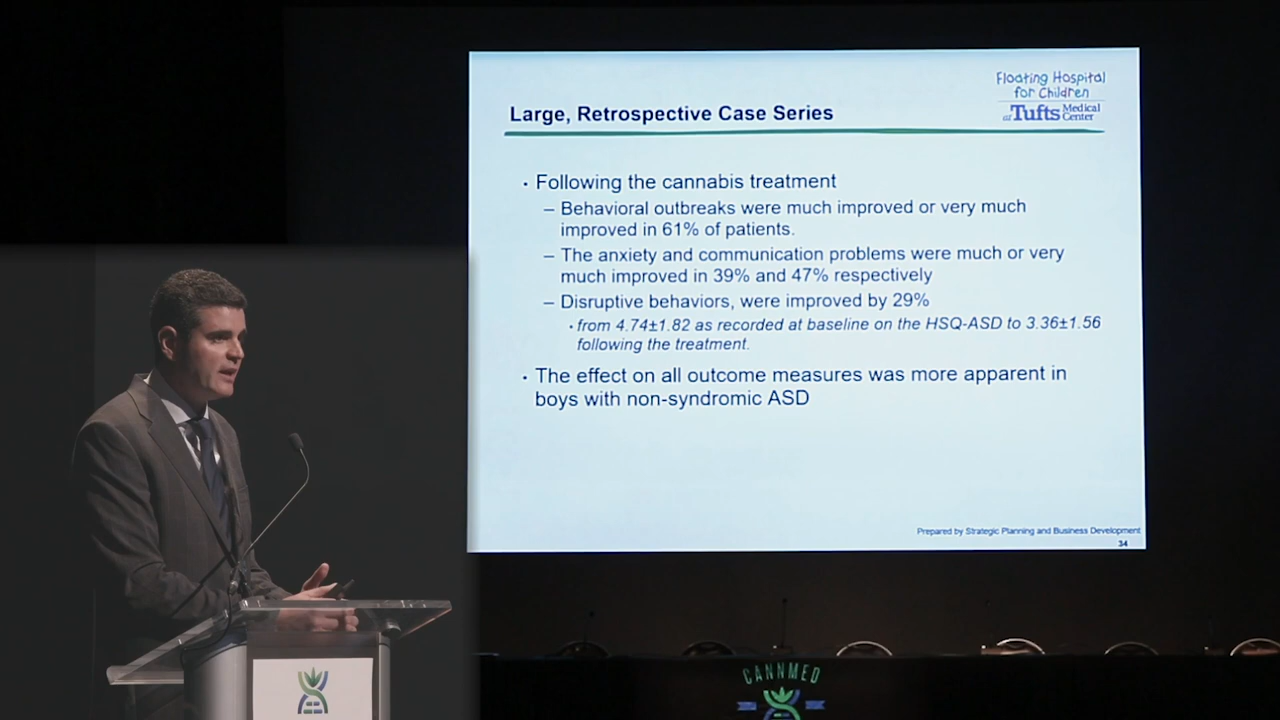 Floating Hospital
for Children
at Tufts Medical
Center
Large, Retrospective Case Series
• Following the cannabis treatment
– Behavioral outbreaks were much improved or very much
improved in 61% of patients.
– The anxiety and communication problems were much or very
much improved in 39% and 47% respectively
– Disruptive behaviors, were improved by 29%
• from 4.74±1.82 as recorded at baseline on the HSQ-ASD to 3.36±1.56
following the treatment.
• The effect on all outcome measures was more apparent in
boys with non-syndromic ASD
Prepared by Strategic Planning and Business Development
34
CANNMED